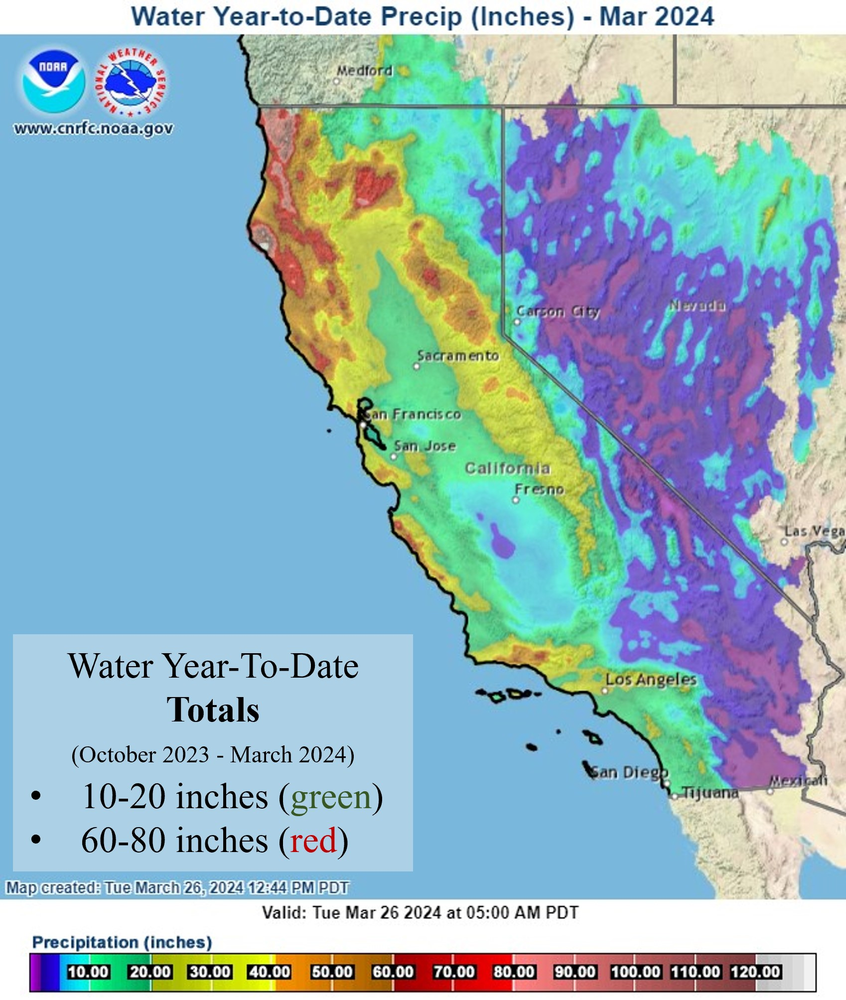 Water Year-to-Date Precip (Inches) - Mar 2024
NOAA
NATIONAL WEATHER SERVICE
www.cnrfc.noaa.gov
Medford
Carson City
Nevada
Sacramento
San Francisco
San Jose
California
Fresno
Las Vega
Los Angeles
San Diego
Tijuana
Mexicali
Water Year-To-Date
Totals
(October 2023 - March 2024)
• 10-20 inches (green)
• 60-80 inches (red)
Map created: Tue March 26, 2024 12:44 PM PDT
Valid: Tue Mar 26 2024 at 05:00 AM PDT
Precipitation (inches)
10.00 20.00 30.00 40.00 50.00 60.00 70.00 80.00 90.00 100.00 110.00 120.00